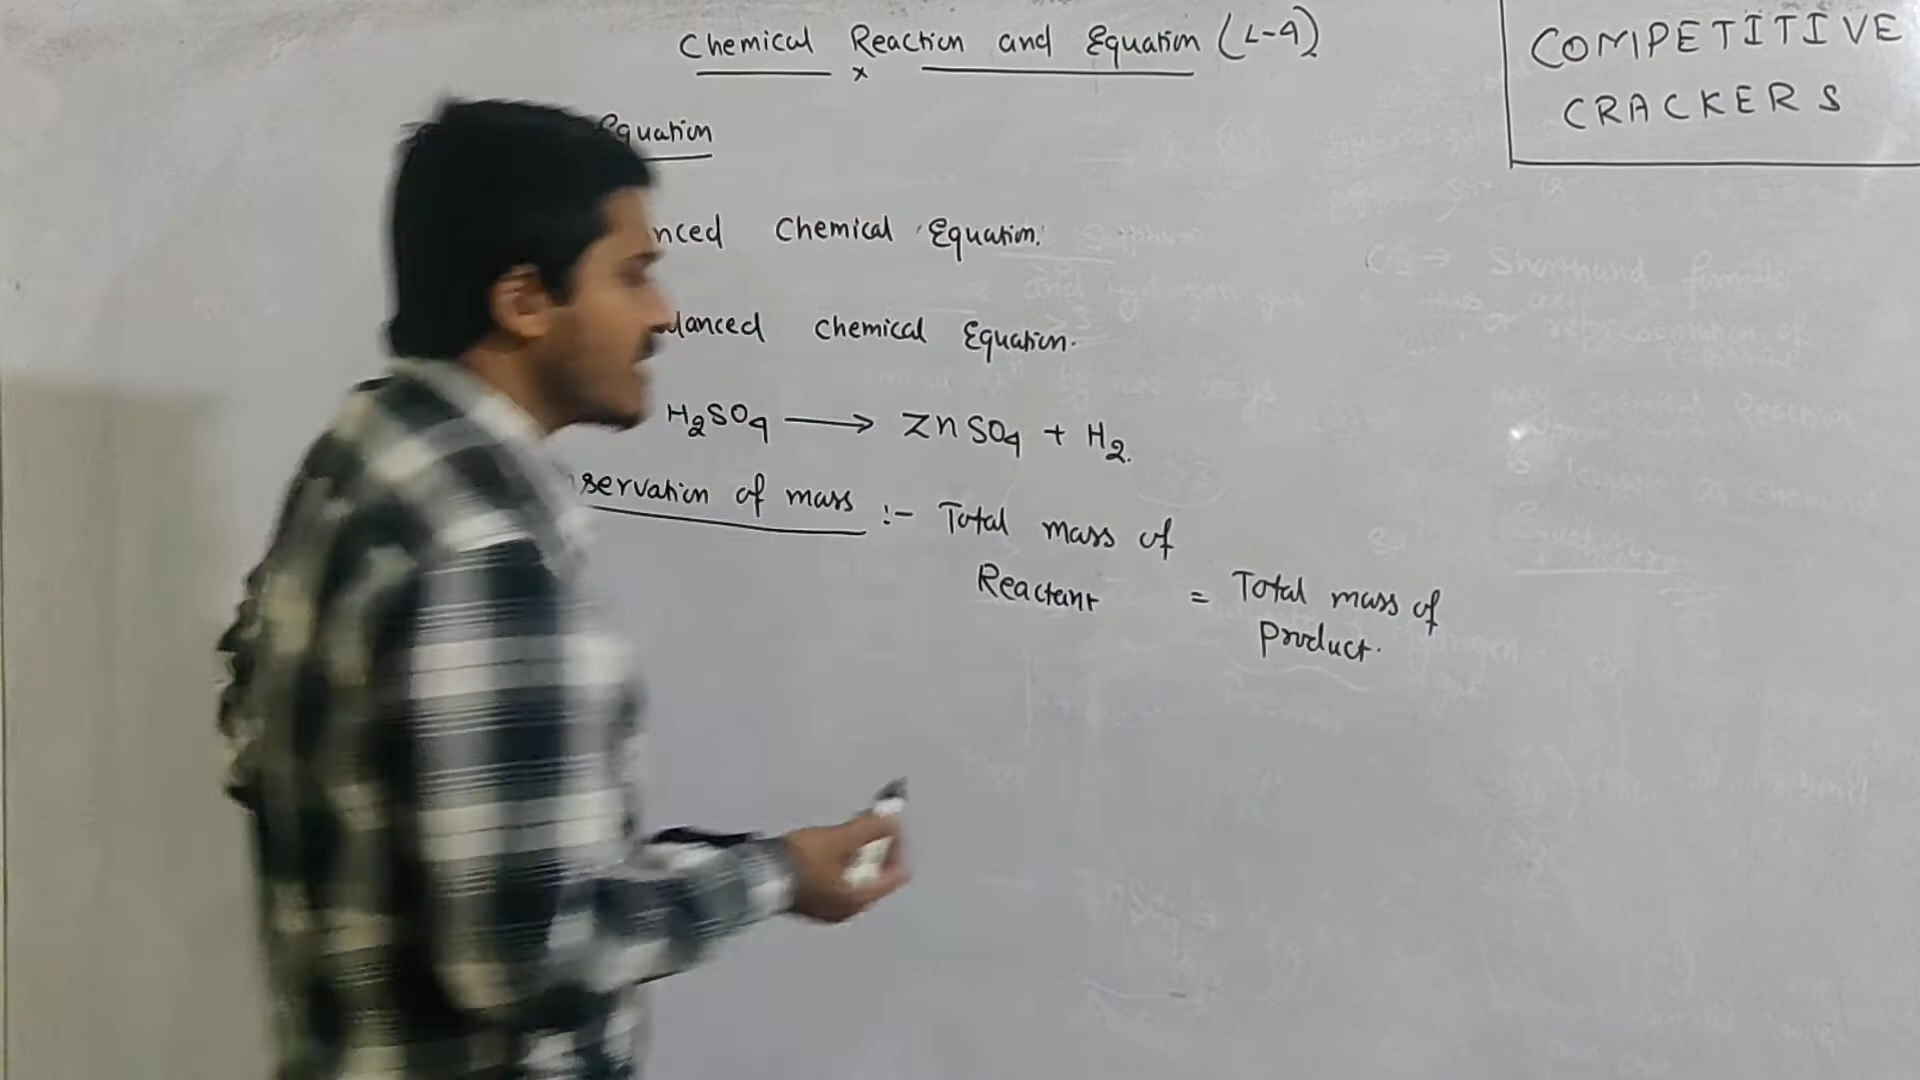 Chemical Reaction and Equation (L-4)
COMPETITIVE
CRACKERS
Equation
nced Chemical Equation.
lanced chemical Equation.
H₂SO₄ ⟶ ZnSO₄ + H₂.
servation of mass :- Total mass of
Reactant = Total mass of
Product.